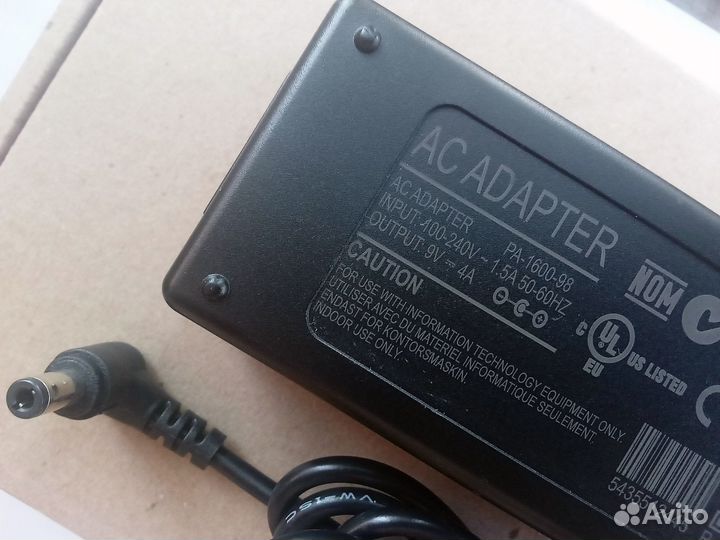 AC ADAPTER
AC ADAPTER PA-1600-98
INPUT: 100-240V~ 1.5A 50-60HZ
OUTPUT: 9V ⎓ 4A
CAUTION
FOR USE WITH INFORMATION TECHNOLOGY EQUIPMENT ONLY.
UTILISER AVEC DU MATERIEL INFORMATIQUE SEULEMENT.
ENDAST FOR KONTORSMASKIN.
INDOOR USE ONLY.
NOM
C UL US LISTED
EU
Avito